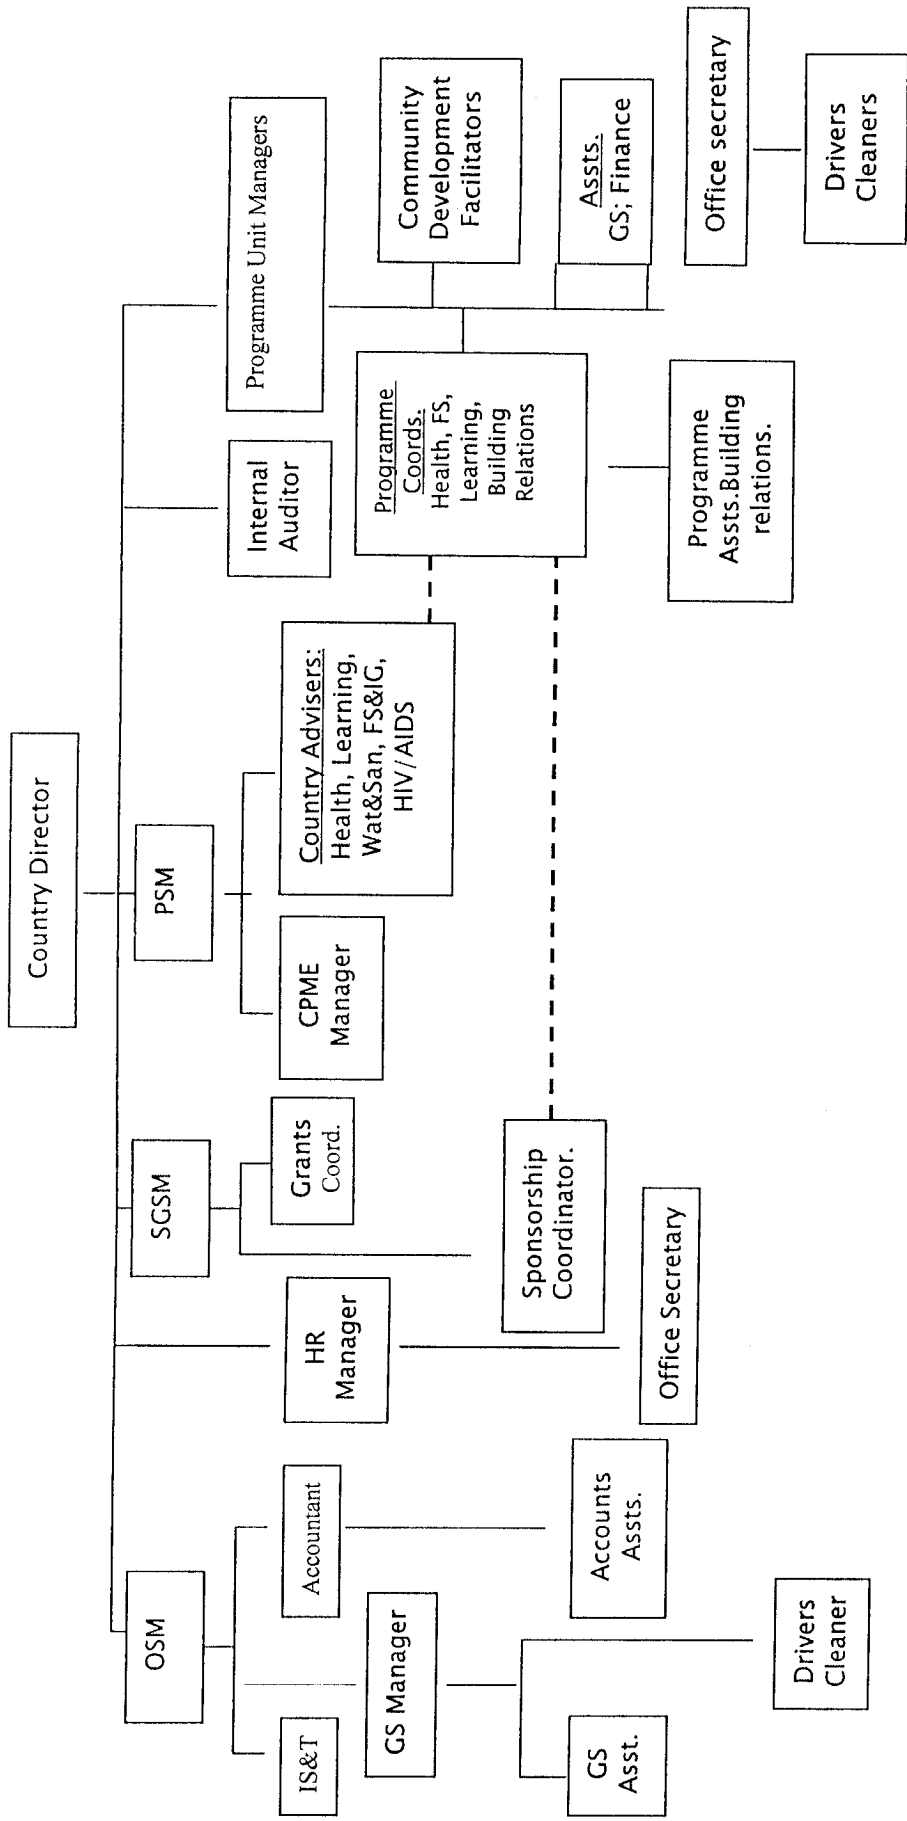 Country Director
OSM
SGSM
PSM
Internal
Auditor
Programme Unit Managers
IS&T
Accountant
GS Manager
GS
Asst.
Drivers
Cleaner
Accounts
Assts.
HR
Manager
Office Secretary
Grants
Coord.
Sponsorship
Coordinator.
CPME
Manager
Country Advisers:
Health, Learning,
Wat&San, FS&IG,
HIV/AIDS
Programme
Coords.
Health, FS,
Learning,
Building
Relations
Programme
Assts.Building
relations.
Community
Development
Facilitators
Assts.
GS; Finance
Office secretary
Drivers
Cleaners